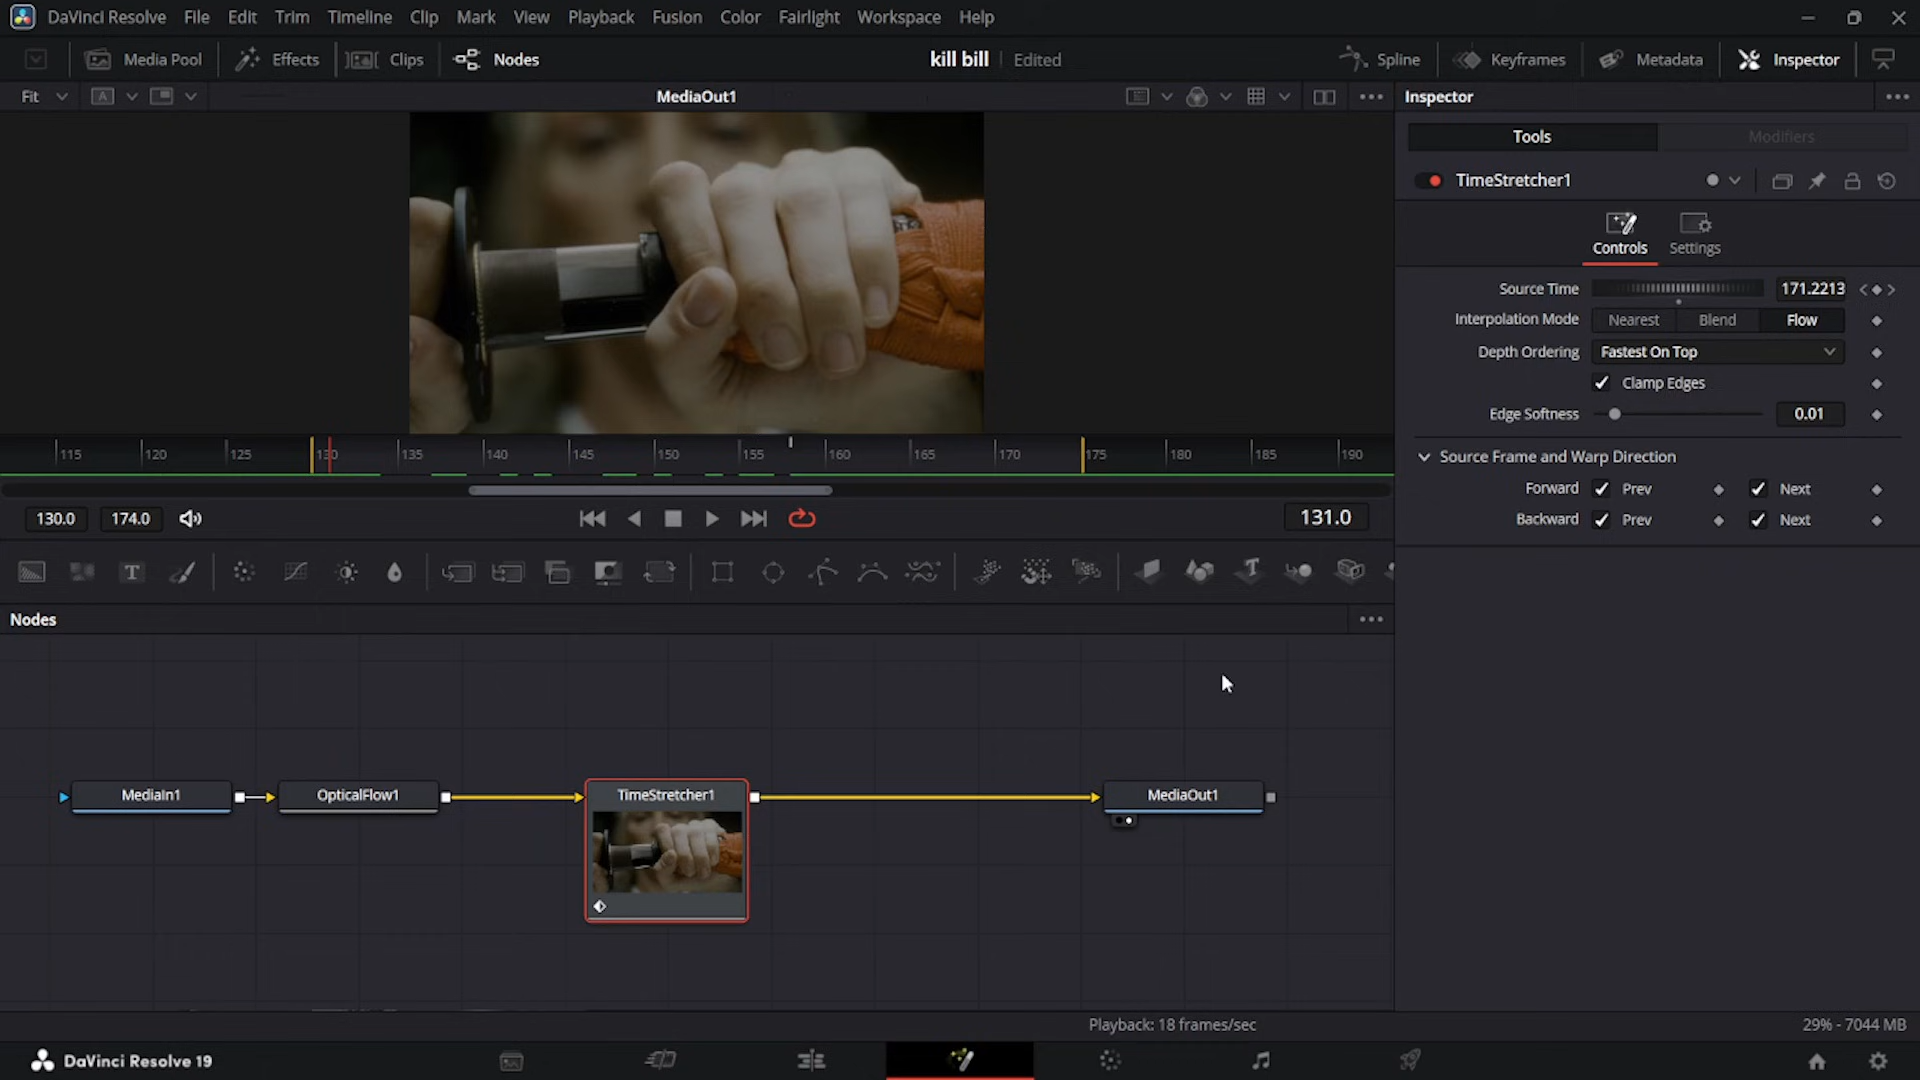 DaVinci Resolve File Edit Trim Timeline Clip Mark View Playback Fusion Color Fairlight Workspace Help
Media Pool Effects Clips Nodes kill bill Edited Spline Keyframes Metadata Inspector
Fit A MediaOut1 Inspector
Tools Modifiers
TimeStretcher1
Controls Settings
Source Time 171.2213
Interpolation Mode Nearest Blend Flow
Depth Ordering Fastest On Top
Clamp Edges
Edge Softness 0.01
115 120 125 130 135 140 145 150 155 160 165 170 175 180 185 190
Source Frame and Warp Direction
Forward Prev Next
Backward Prev Next
130.0 174.0 131.0
T T
Nodes
MediaIn1 OpticalFlow1 TimeStretcher1 MediaOut1
Playback: 18 frames/sec 29% - 7044 MB
DaVinci Resolve 19